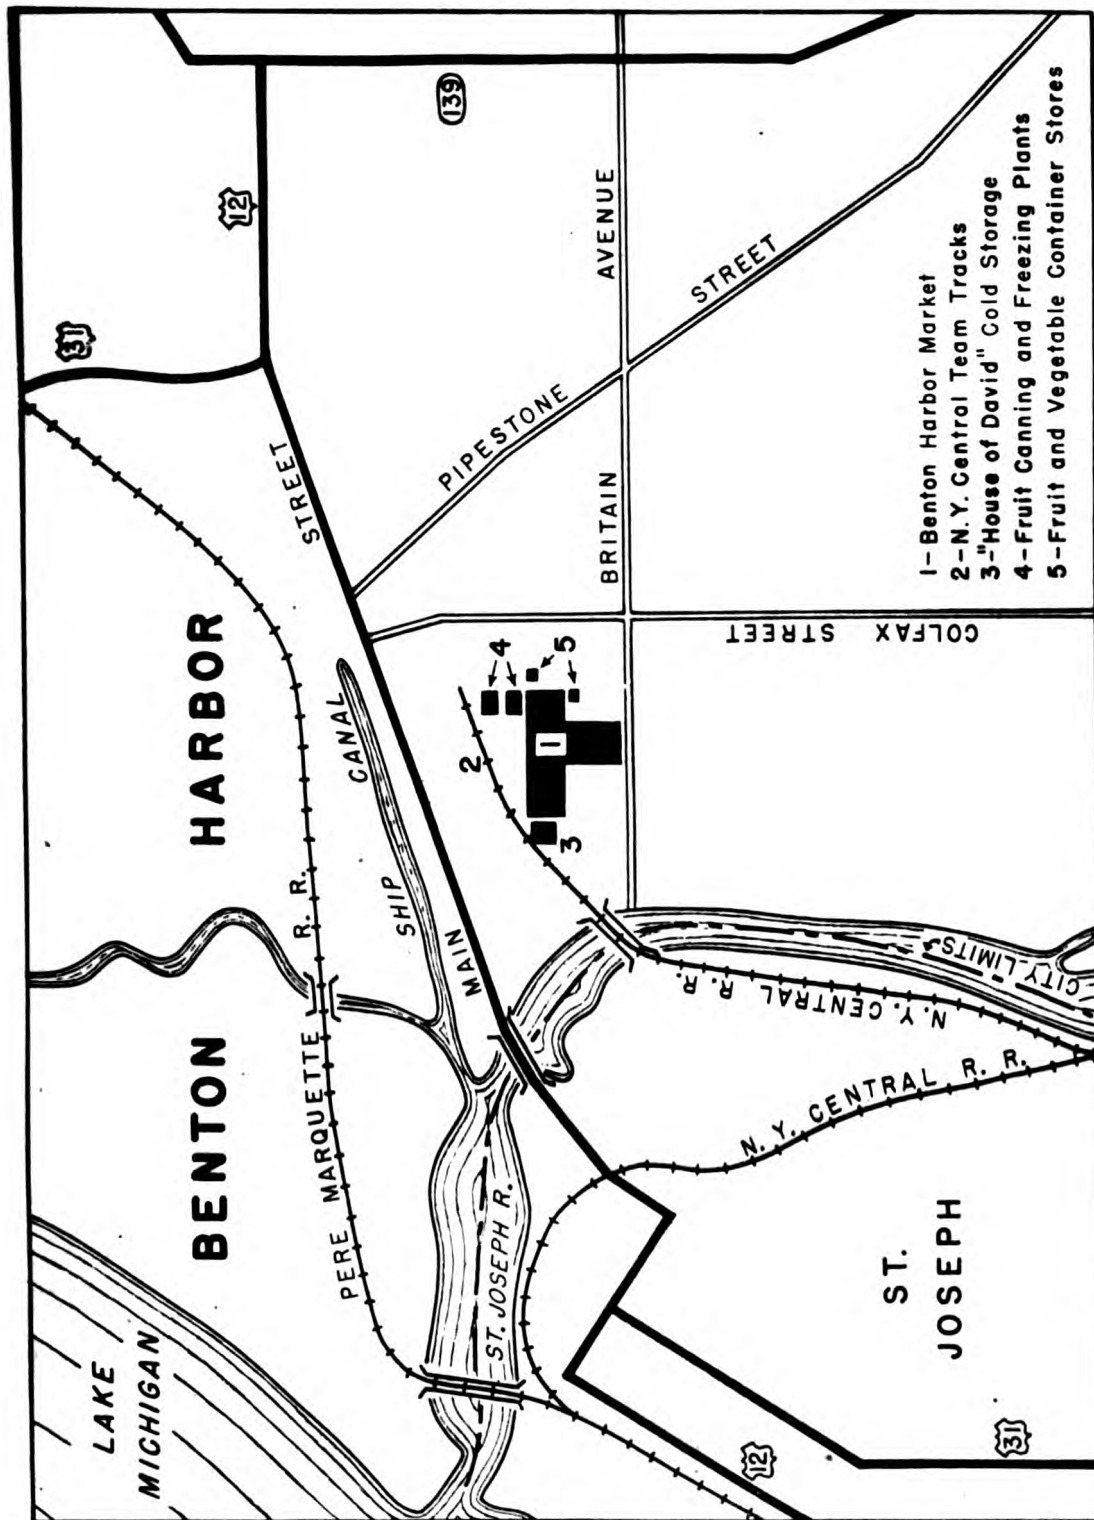 LAKE
MICHIGAN
BENTON HARBOR
31
12
139
PERE MARQUETTE R. R.
SHIP CANAL
MAIN STREET
PIPESTONE STREET
BRITAIN AVENUE
COLFAX STREET
ST. JOSEPH R.
2
4
5
1
3
N.Y. CENTRAL R.R.
CITY LIMITS
N.Y. CENTRAL R. R.
ST.
JOSEPH
12
31
1-Benton Harbor Market
2-N.Y. Central Team Tracks
3-"House of David" Cold Storage
4-Fruit Canning and Freezing Plants
5-Fruit and Vegetable Container Stores